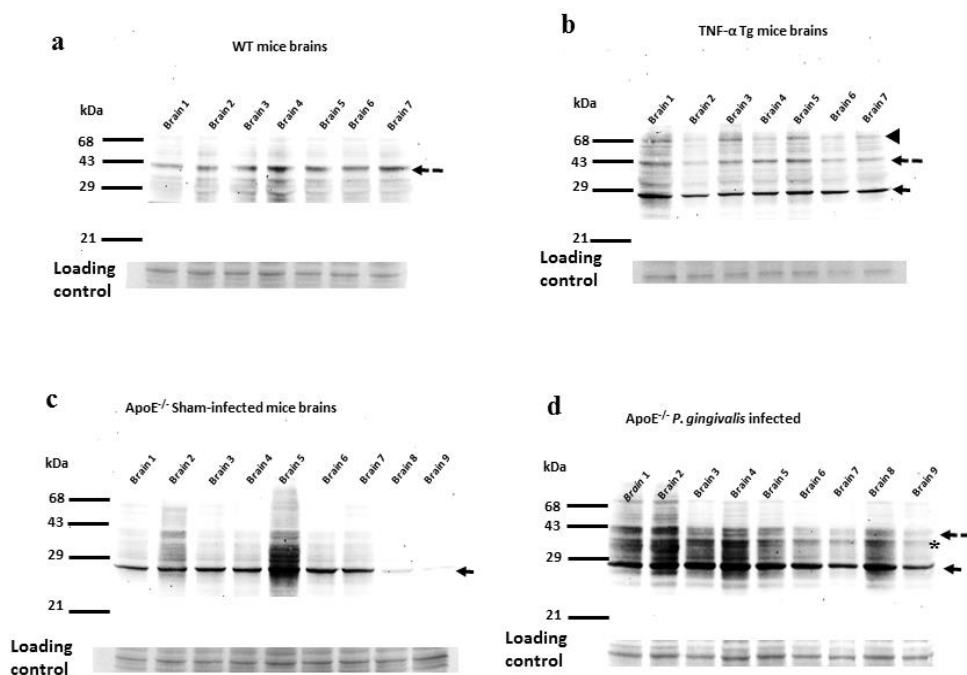 a
WT mice brains
kDa
Brain 1
Brain 2
Brain 3
Brain 4
Brain 5
Brain 6
Brain 7
68
43
29
21
Loading
control
b
TNF-α Tg mice brains
kDa
Brain 1
Brain 2
Brain 3
Brain 4
Brain 5
Brain 6
Brain 7
68
43
29
21
Loading
control
c
ApoE-/- Sham-infected mice brains
kDa
Brain 1
Brain 2
Brain 3
Brain 4
Brain 5
Brain 6
Brain 7
Brain 8
Brain 9
68
43
29
21
Loading
control
d
ApoE-/- P. gingivalis infected
kDa
Brain 1
Brain 2
Brain 3
Brain 4
Brain 5
Brain 6
Brain 7
Brain 8
Brain 9
68
43
*
29
21
Loading
control